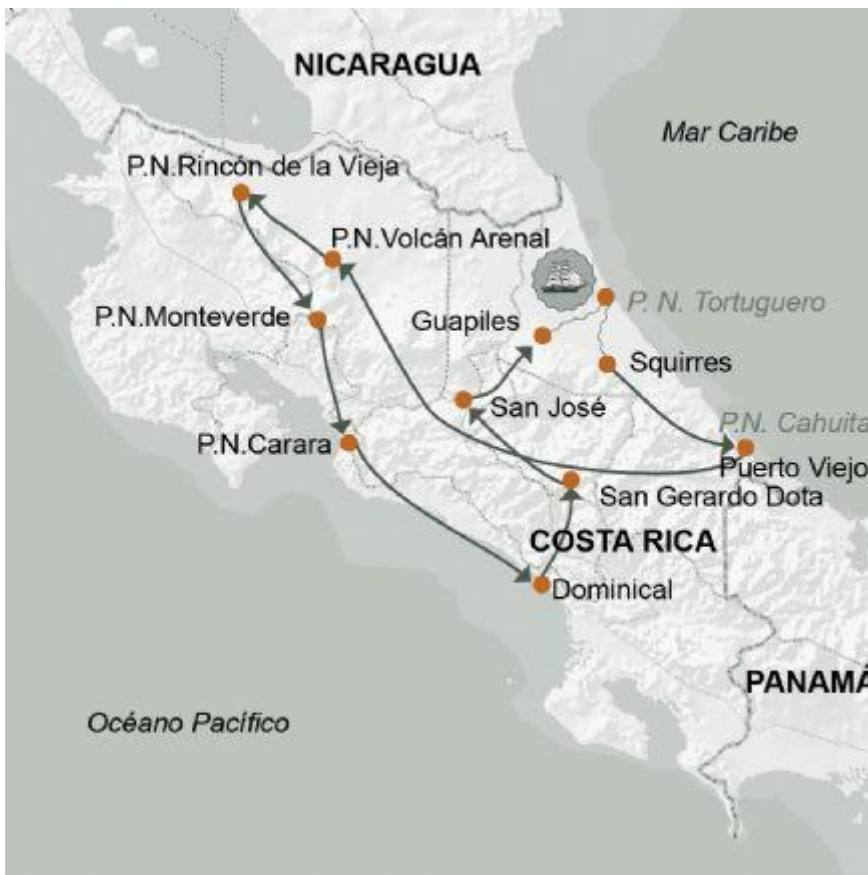 NICARAGUA
Mar Caribe
P.N.Rincón de la Vieja
P.N.Volcán Arenal
P. N. Tortuguero
P.N.Monteverde
Guapiles
Squirres
San José
P.N. Cahuita
P.N.Carara
Puerto Viejo
San Gerardo Dota
COSTA RICA
Dominical
PANAMÁ
Océano Pacífico